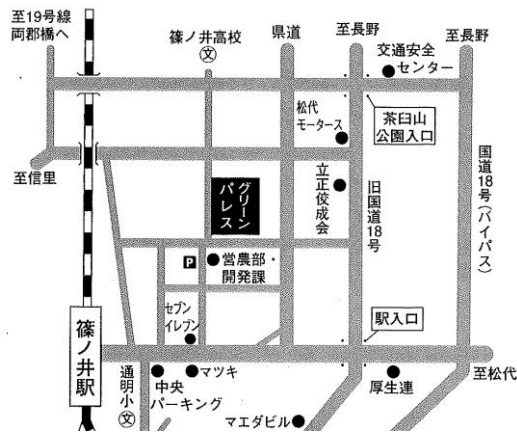 至19号線
両郡橋へ
篠ノ井高校
文
県道
至長野
交通安全
センター
至長野
松代
モータース
茶臼山
公園入口
至信里
グリーン
パレス
立正佼成会
旧国道18号
国道18号(バイパス)
P
営農部・
開発課
セブン
イレブン
駅入口
篠ノ井駅
通明小
文
中央
パーキング
マツキ
厚生連
至松代
マエダビル